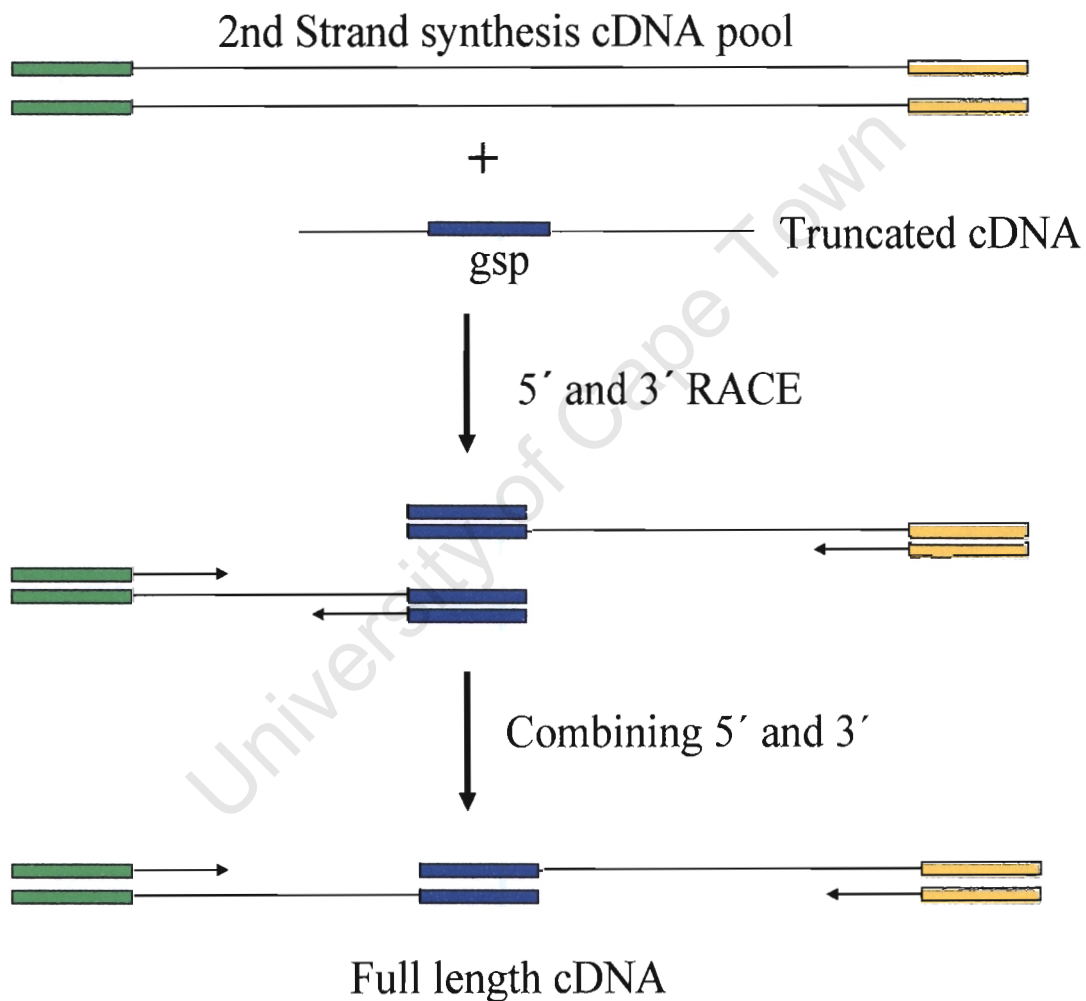 2nd Strand synthesis cDNA pool
+
Truncated cDNA
gsp
5´ and 3´ RACE
Combining 5´ and 3´
Full length cDNA
University of Cape Town